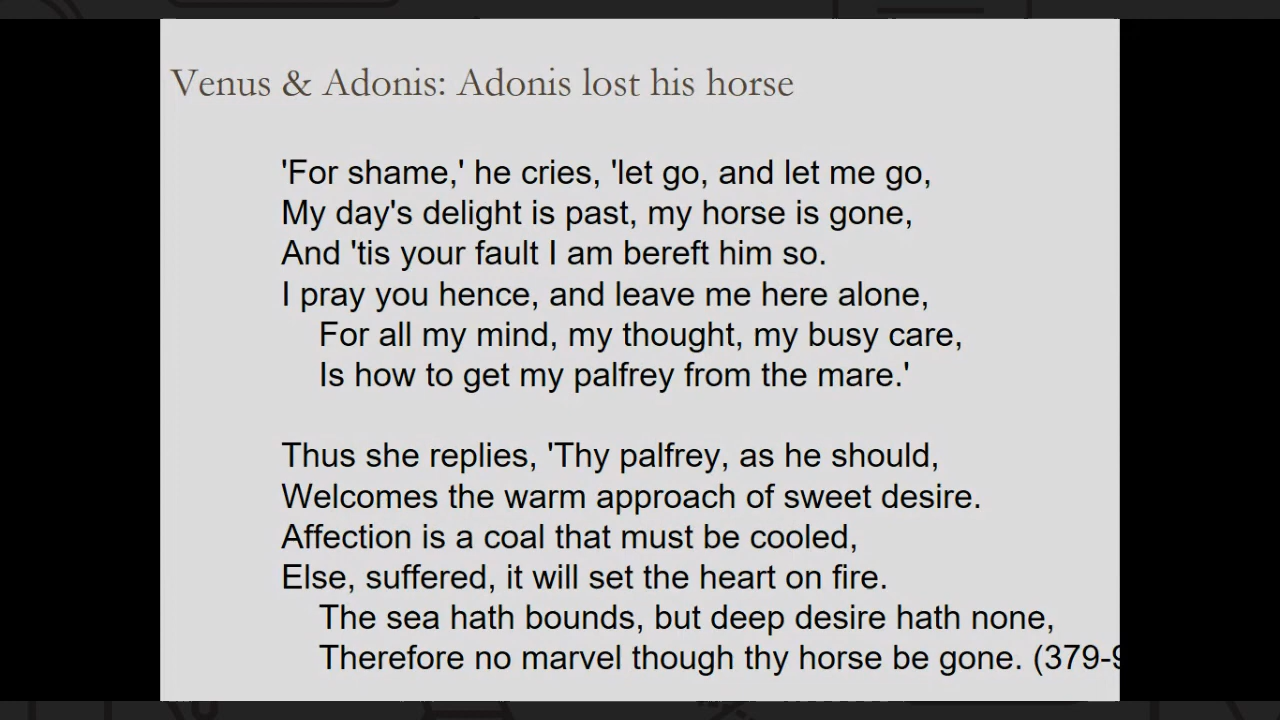 Venus & Adonis: Adonis lost his horse
'For shame,' he cries, 'let go, and let me go,
My day's delight is past, my horse is gone,
And 'tis your fault I am bereft him so.
I pray you hence, and leave me here alone,
For all my mind, my thought, my busy care,
Is how to get my palfrey from the mare.'
Thus she replies, 'Thy palfrey, as he should,
Welcomes the warm approach of sweet desire.
Affection is a coal that must be cooled,
Else, suffered, it will set the heart on fire.
The sea hath bounds, but deep desire hath none,
Therefore no marvel though thy horse be gone. (379-